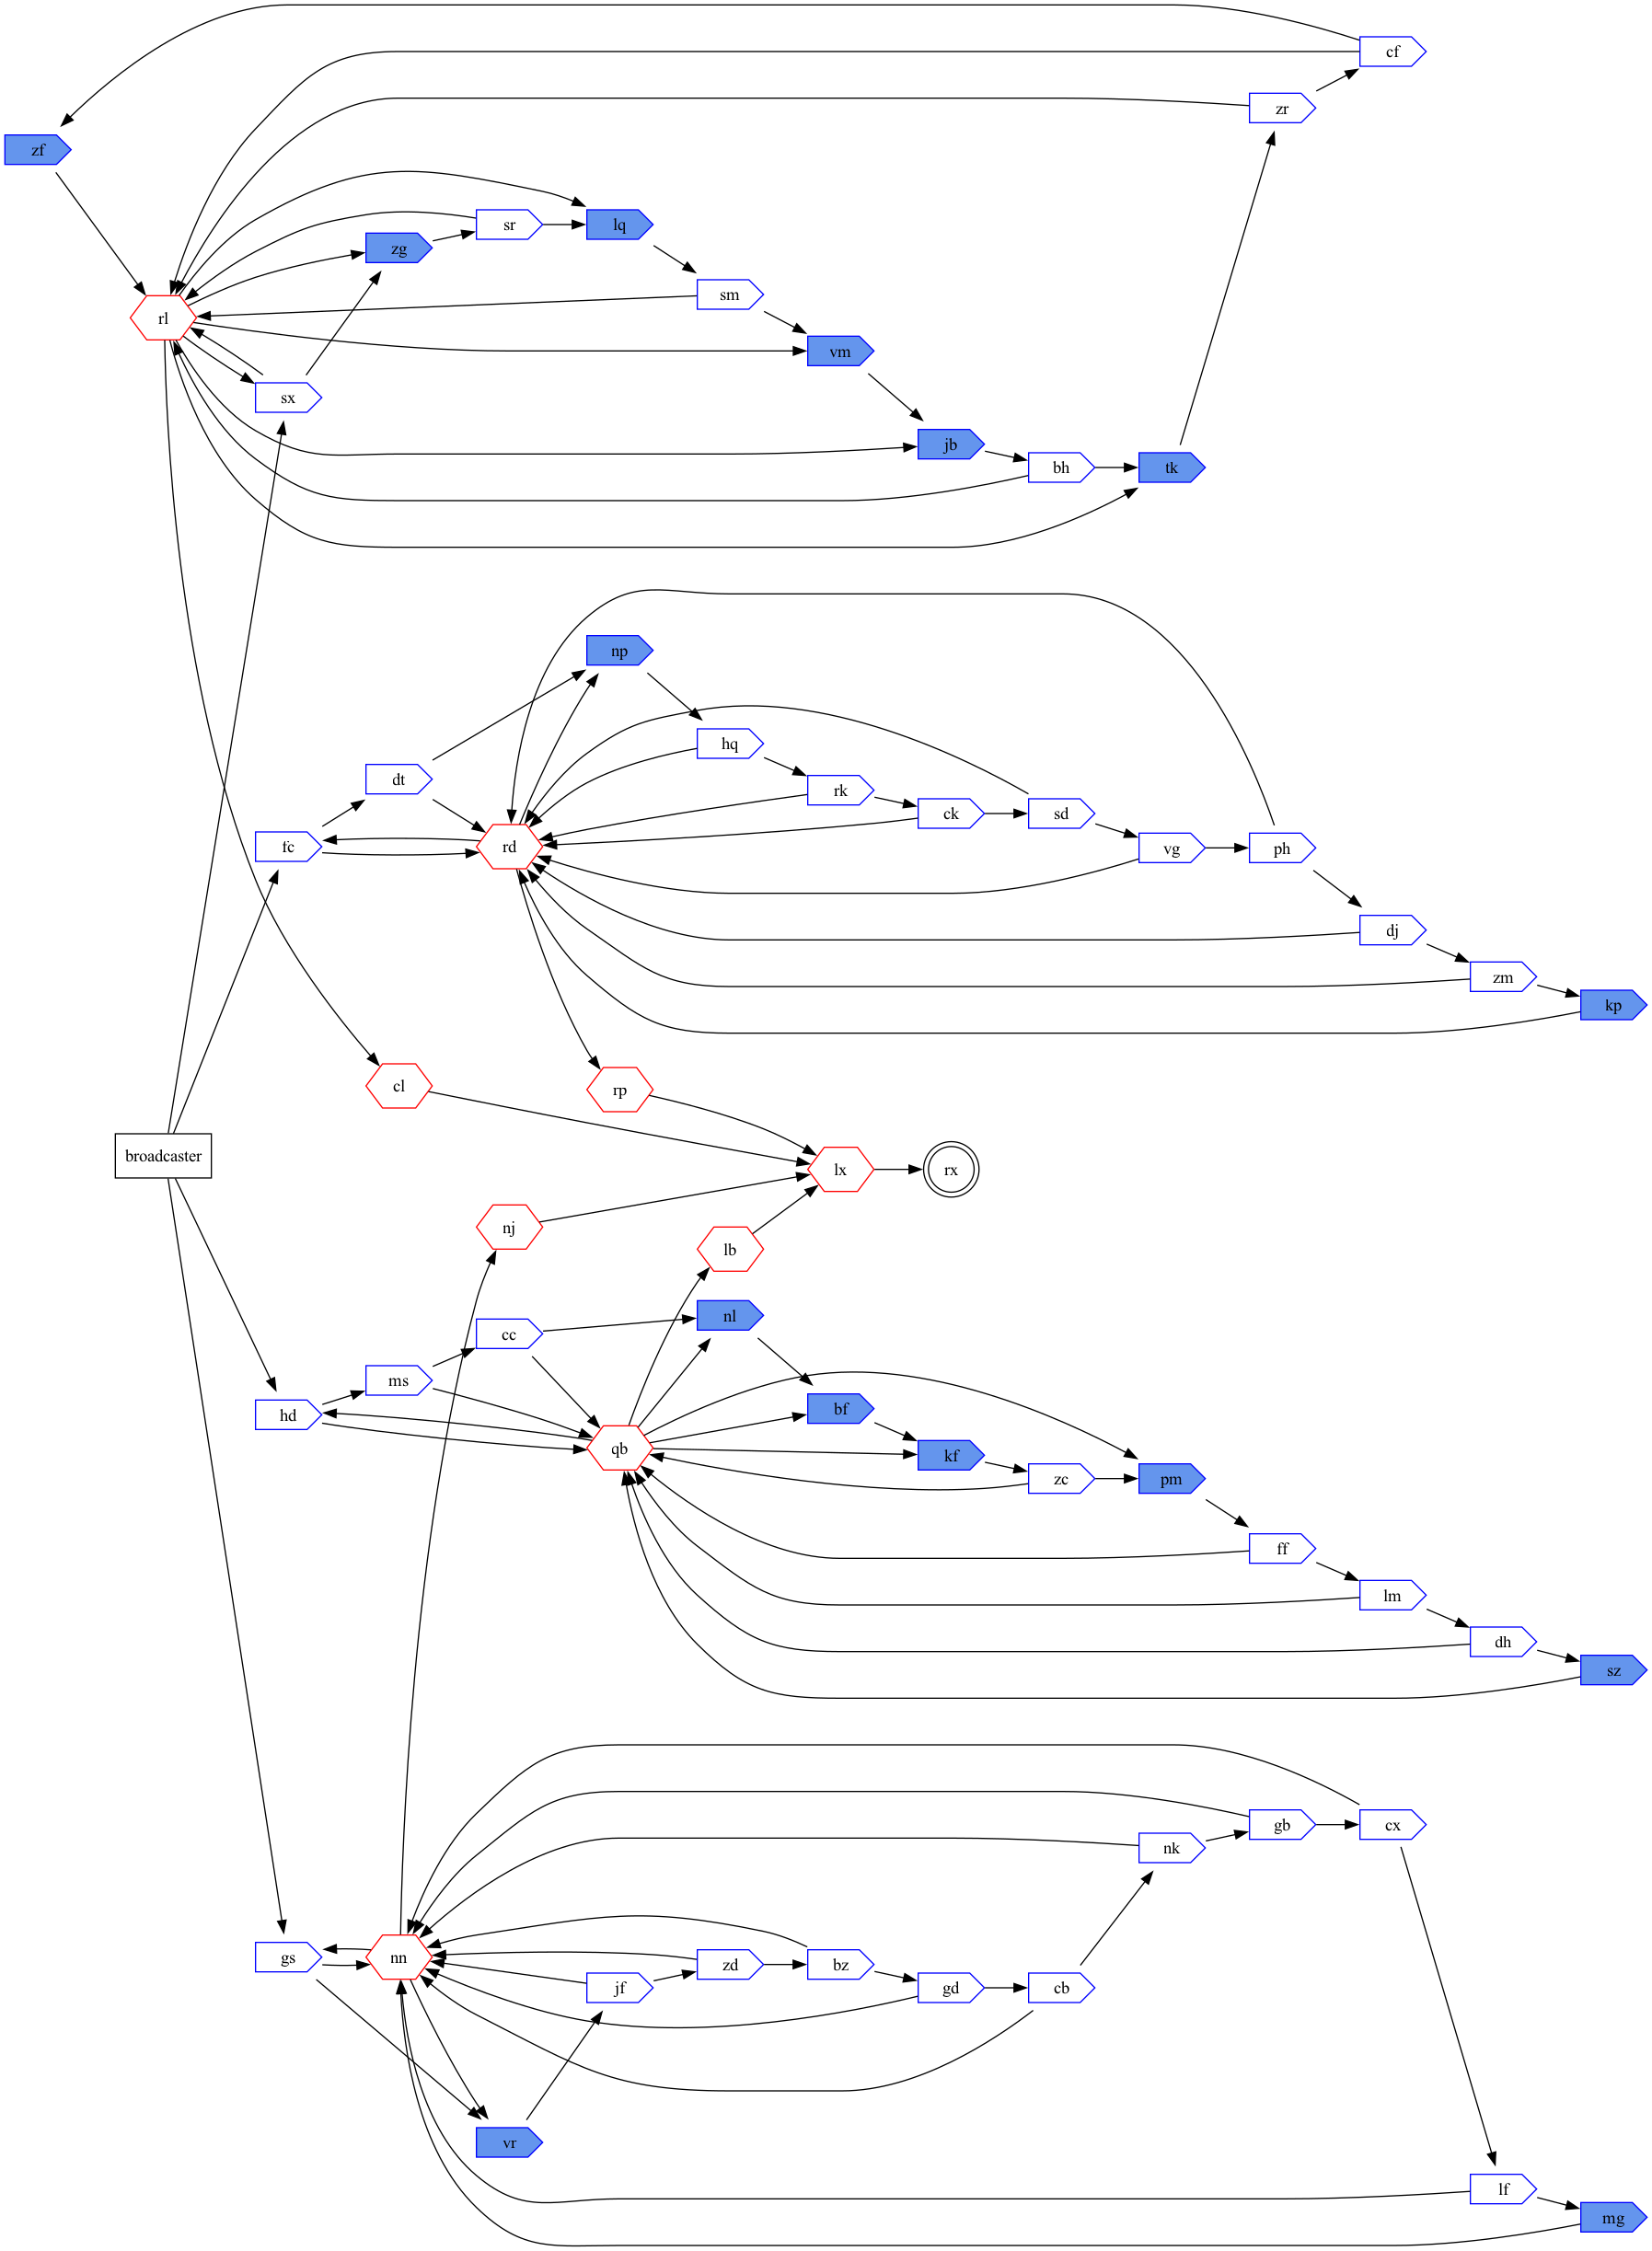 cf
zr
zf
sr
lq
zg
sm
rl
vm
sx
jb
bh
tk
np
hq
dt
rk
ck
sd
fc
rd
vg
ph
dj
zm
kp
cl
rp
broadcaster
lx
rx
nj
lb
nl
cc
ms
bf
hd
qb
kf
zc
pm
ff
lm
dh
sz
gb
cx
nk
gs
nn
zd
bz
jf
gd
cb
vr
lf
mg